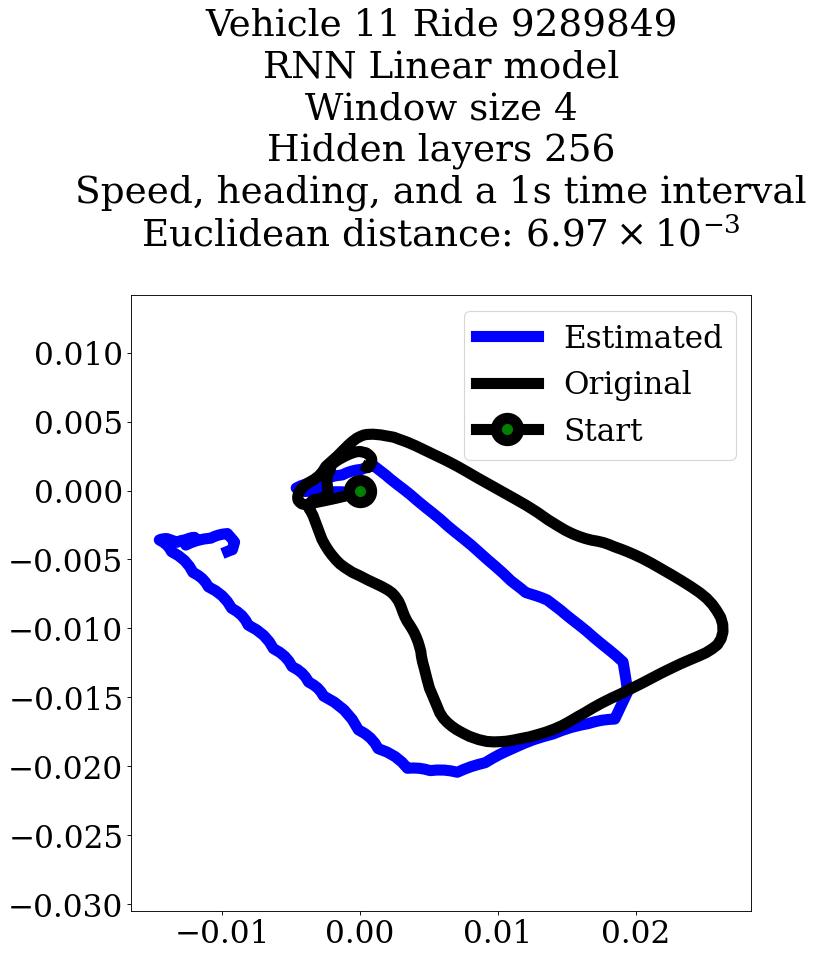 Vehicle 11 Ride 9289849
RNN Linear model
Window size 4
Hidden layers 256
Speed, heading, and a 1s time interval
Euclidean distance: 6.97 × 10⁻³
Estimated
Original
Start
0.010
0.005
0.000
−0.005
−0.010
−0.015
−0.020
−0.025
−0.030
−0.01 0.00 0.01 0.02